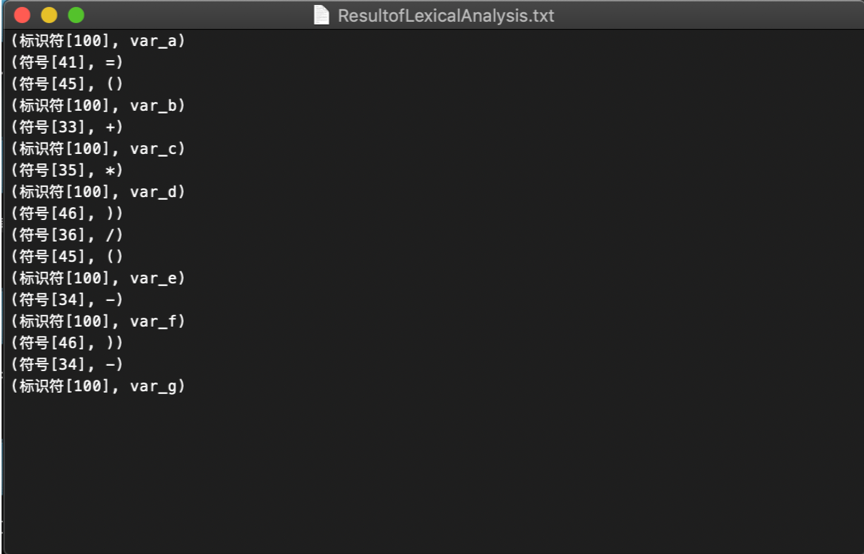 ResultofLexicalAnalysis.txt
(标识符[100], var_a)
(符号[41], =)
(符号[45], ()
(标识符[100], var_b)
(符号[33], +)
(标识符[100], var_c)
(符号[35], *)
(标识符[100], var_d)
(符号[46], ))
(符号[36], /)
(符号[45], ()
(标识符[100], var_e)
(符号[34], -)
(标识符[100], var_f)
(符号[46], ))
(符号[34], -)
(标识符[100], var_g)